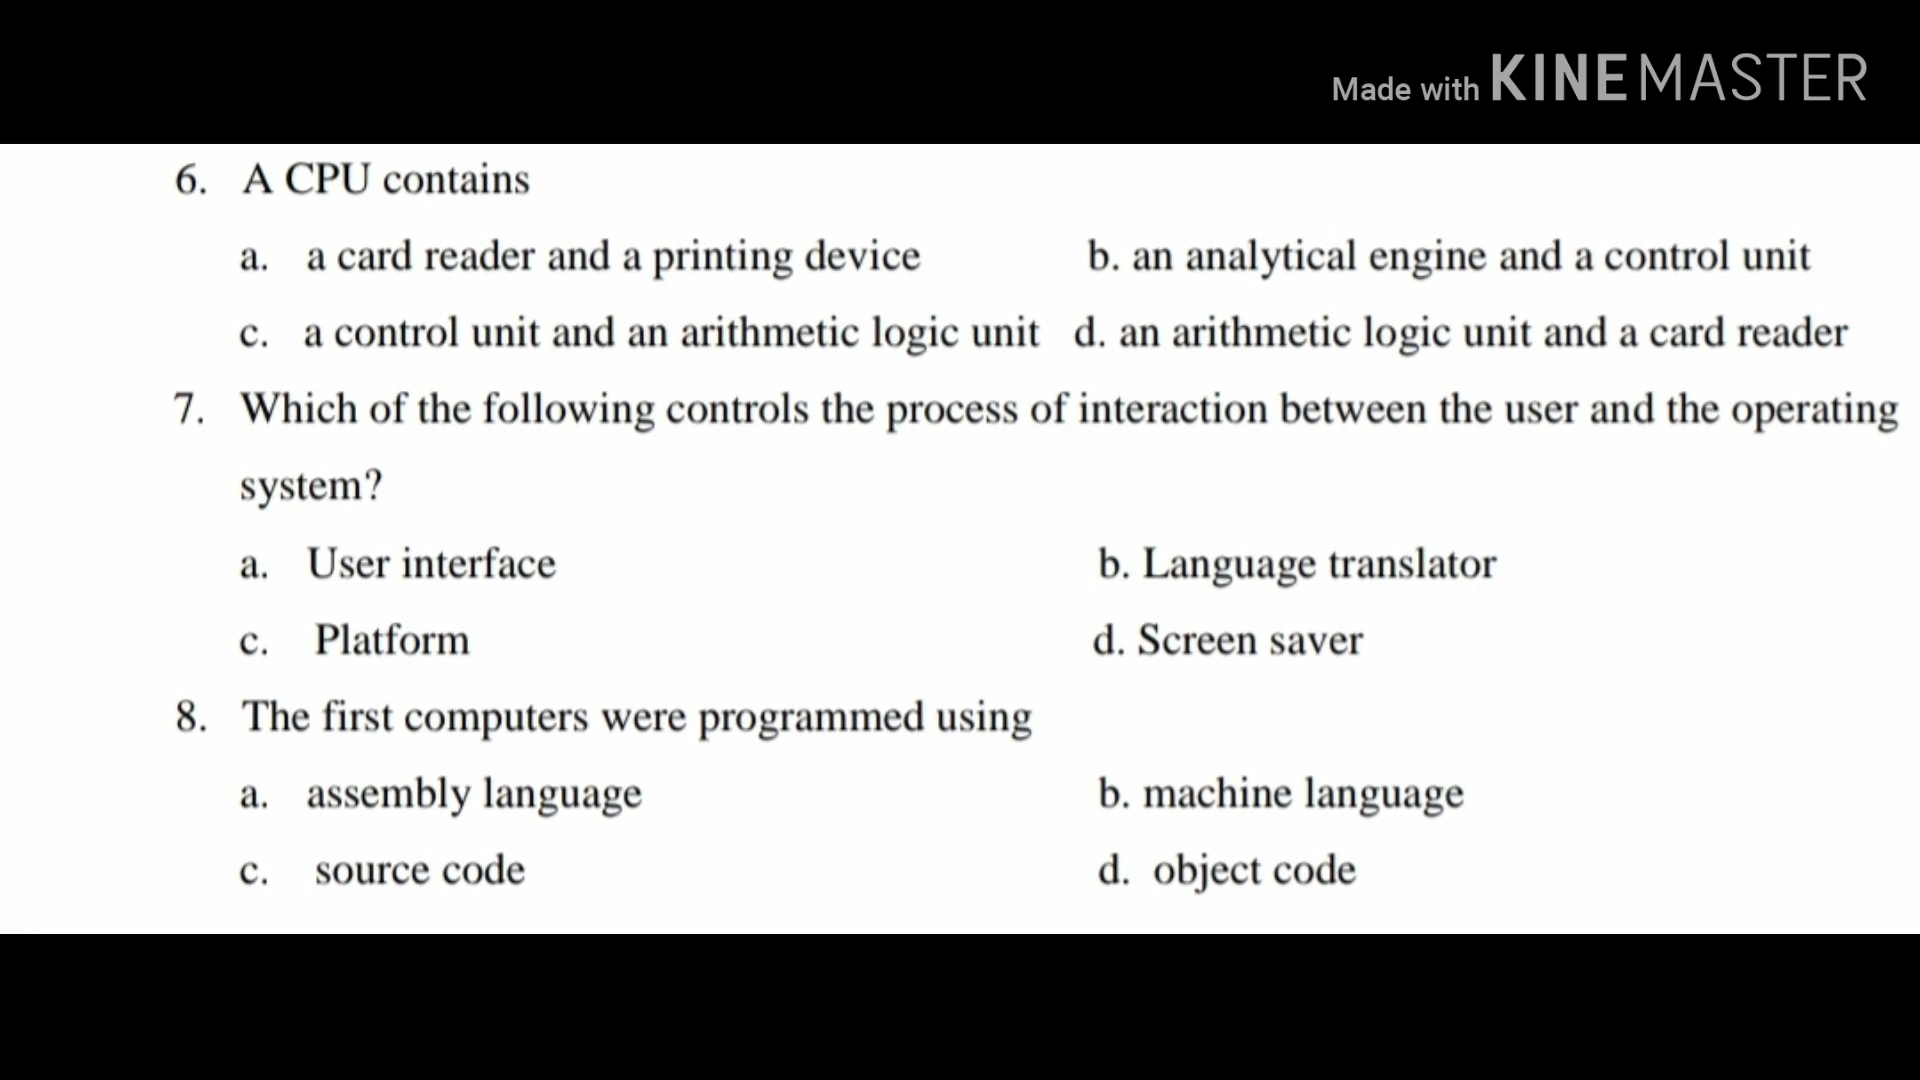 Made with KINEMASTER
6. A CPU contains
a. a card reader and a printing device b. an analytical engine and a control unit
c. a control unit and an arithmetic logic unit d. an arithmetic logic unit and a card reader
7. Which of the following controls the process of interaction between the user and the operating
system?
a. User interface b. Language translator
c. Platform d. Screen saver
8. The first computers were programmed using
a. assembly language b. machine language
c. source code d. object code